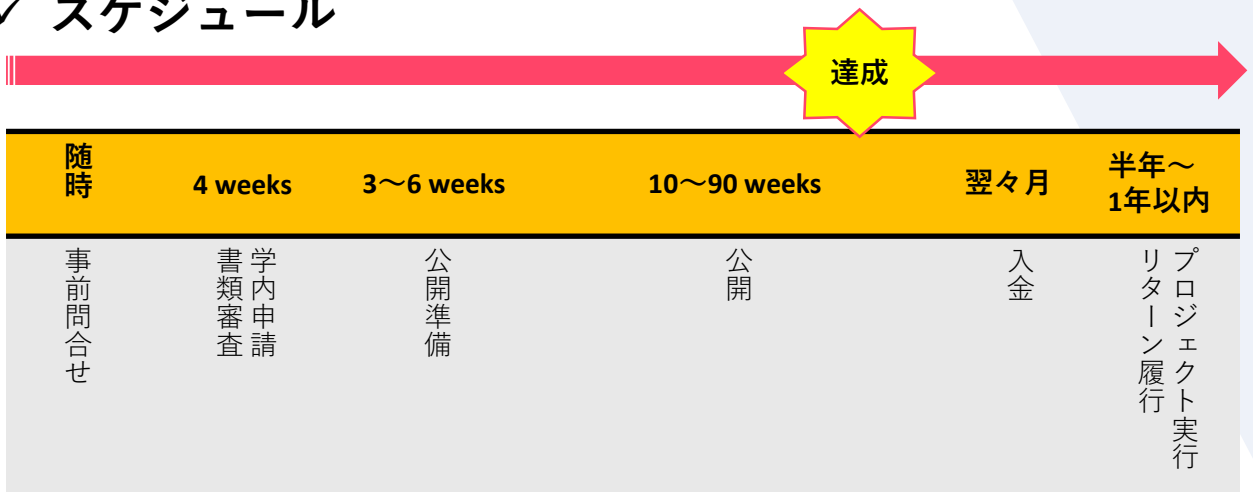 ✓ スケジュール
達成
随時
4 weeks
3～6 weeks
10～90 weeks
翌々月
半年～
1年以内
事前問合せ
学内申請
書類審査
公開準備
公開
入金
プロジェクト実行
リターン履行